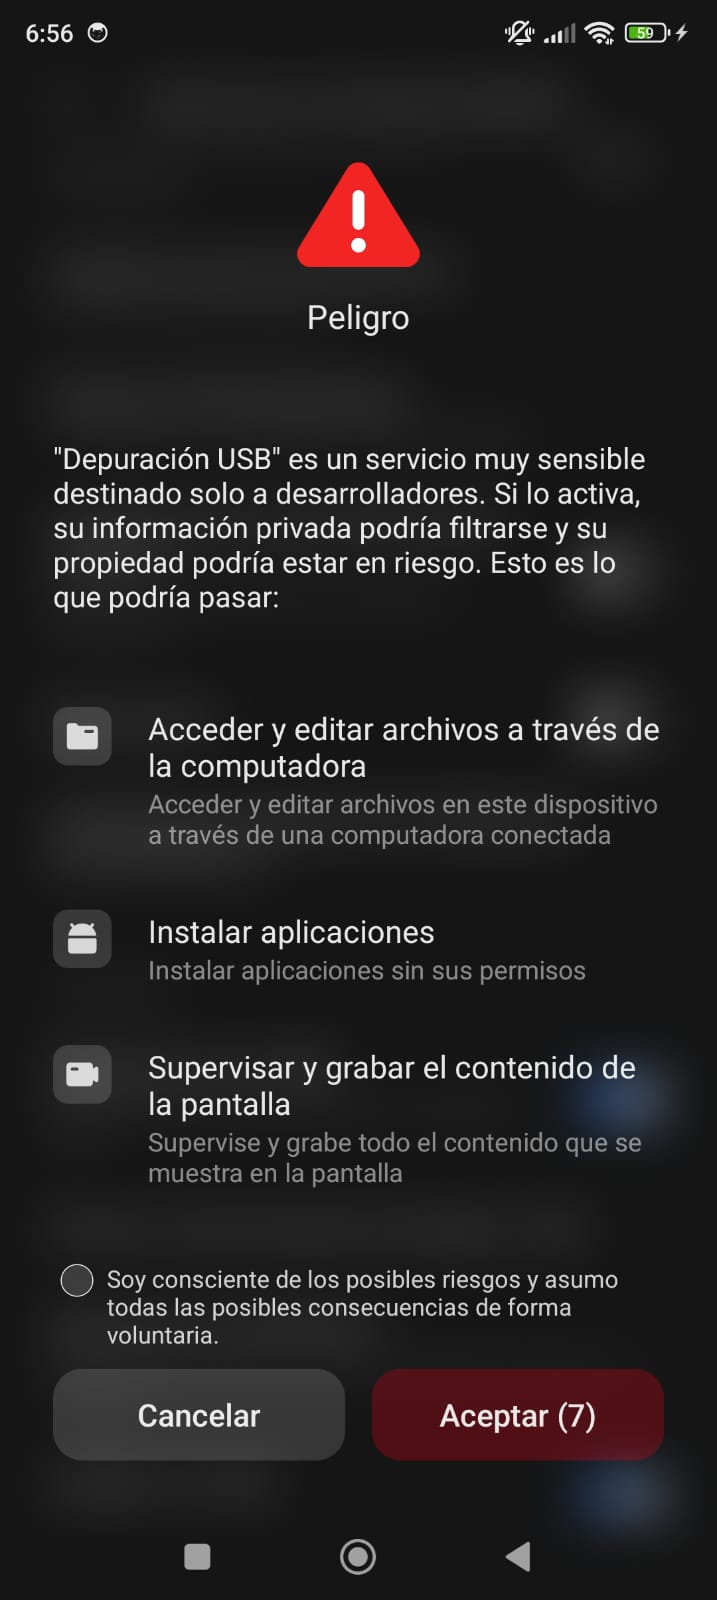 6:56
59
Peligro
"Depuración USB" es un servicio muy sensible
destinado solo a desarrolladores. Si lo activa,
su información privada podría filtrarse y su
propiedad podría estar en riesgo. Esto es lo
que podría pasar:
Acceder y editar archivos a través de
la computadora
Acceder y editar archivos en este dispositivo
a través de una computadora conectada
Instalar aplicaciones
Instalar aplicaciones sin sus permisos
Supervisar y grabar el contenido de
la pantalla
Supervise y grabe todo el contenido que se
muestra en la pantalla
Soy consciente de los posibles riesgos y asumo
todas las posibles consecuencias de forma
voluntaria.
Cancelar
Aceptar (7)